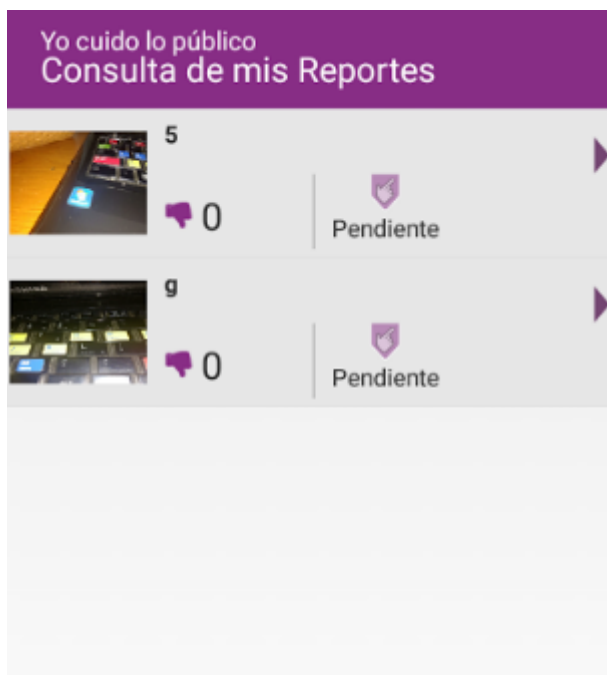 Yo cuido lo público
Consulta de mis Reportes
5
0
Pendiente
g
0
Pendiente